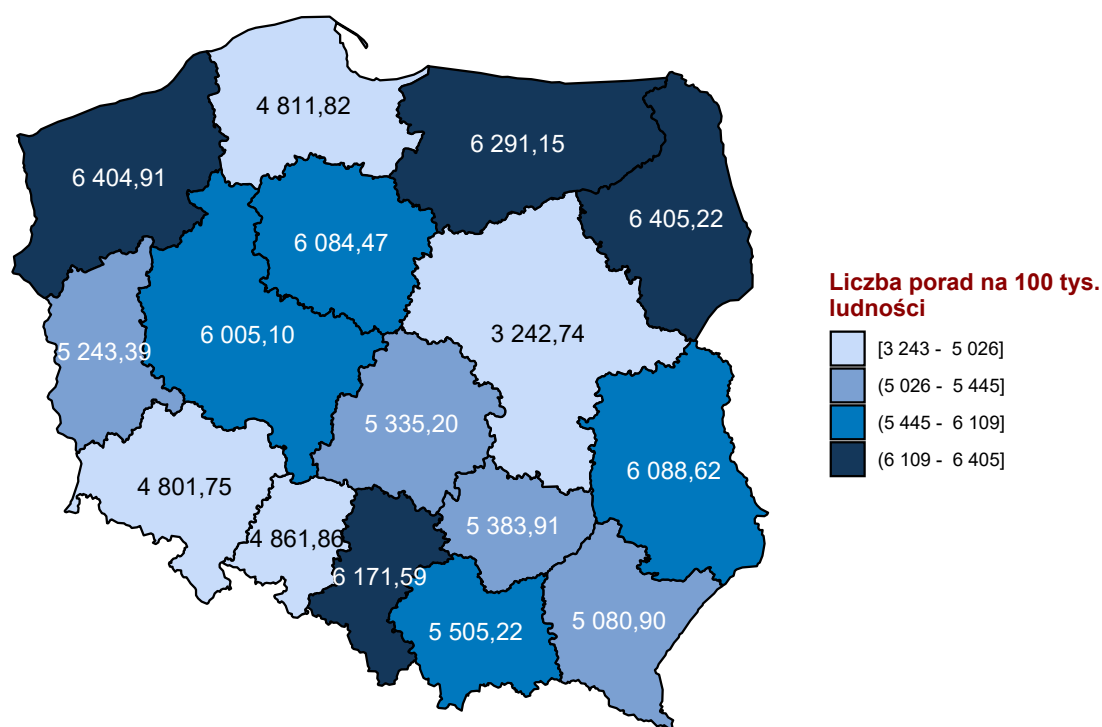 4 811,82
6 291,15
6 404,91
6 405,22
6 084,47
6 005,10
3 242,74
5 243,39
5 335,20
6 088,62
4 801,75
5 383,91
4 861,86
6 171,59
5 505,22
5 080,90
Liczba porad na 100 tys.
ludności
[3 243 - 5 026]
(5 026 - 5 445]
(5 445 - 6 109]
(6 109 - 6 405]